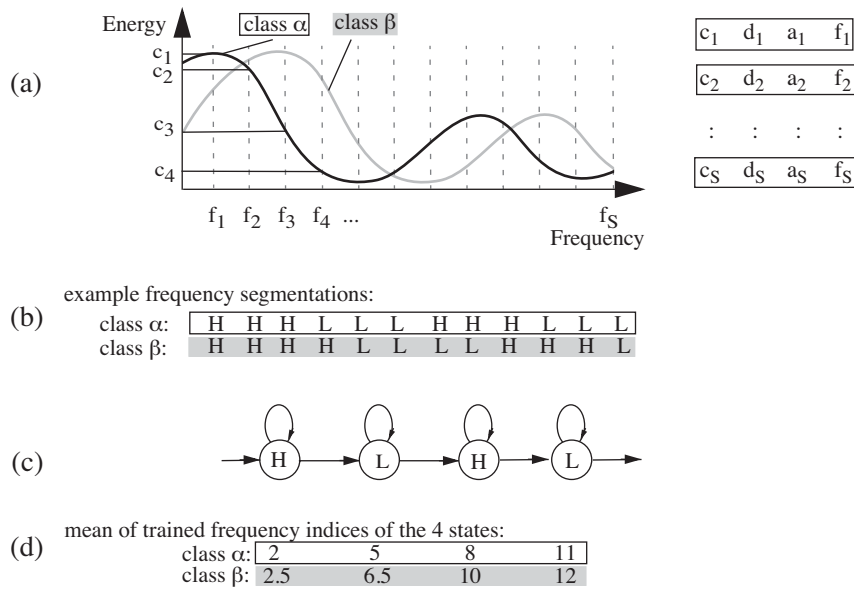 (a)
Energy
class α
class β
c1
c2
c3
c4
f1 f2 f3 f4 ... fS
Frequency
c1 d1 a1 f1
c2 d2 a2 f2
: : : :
cS dS aS fS
(b)
example frequency segmentations:
class α: H H H L L L H H H L L L
class β: H H H H L L L L H H H L
(c)
H L H L
(d)
mean of trained frequency indices of the 4 states:
class α: 2 5 8 11
class β: 2.5 6.5 10 12